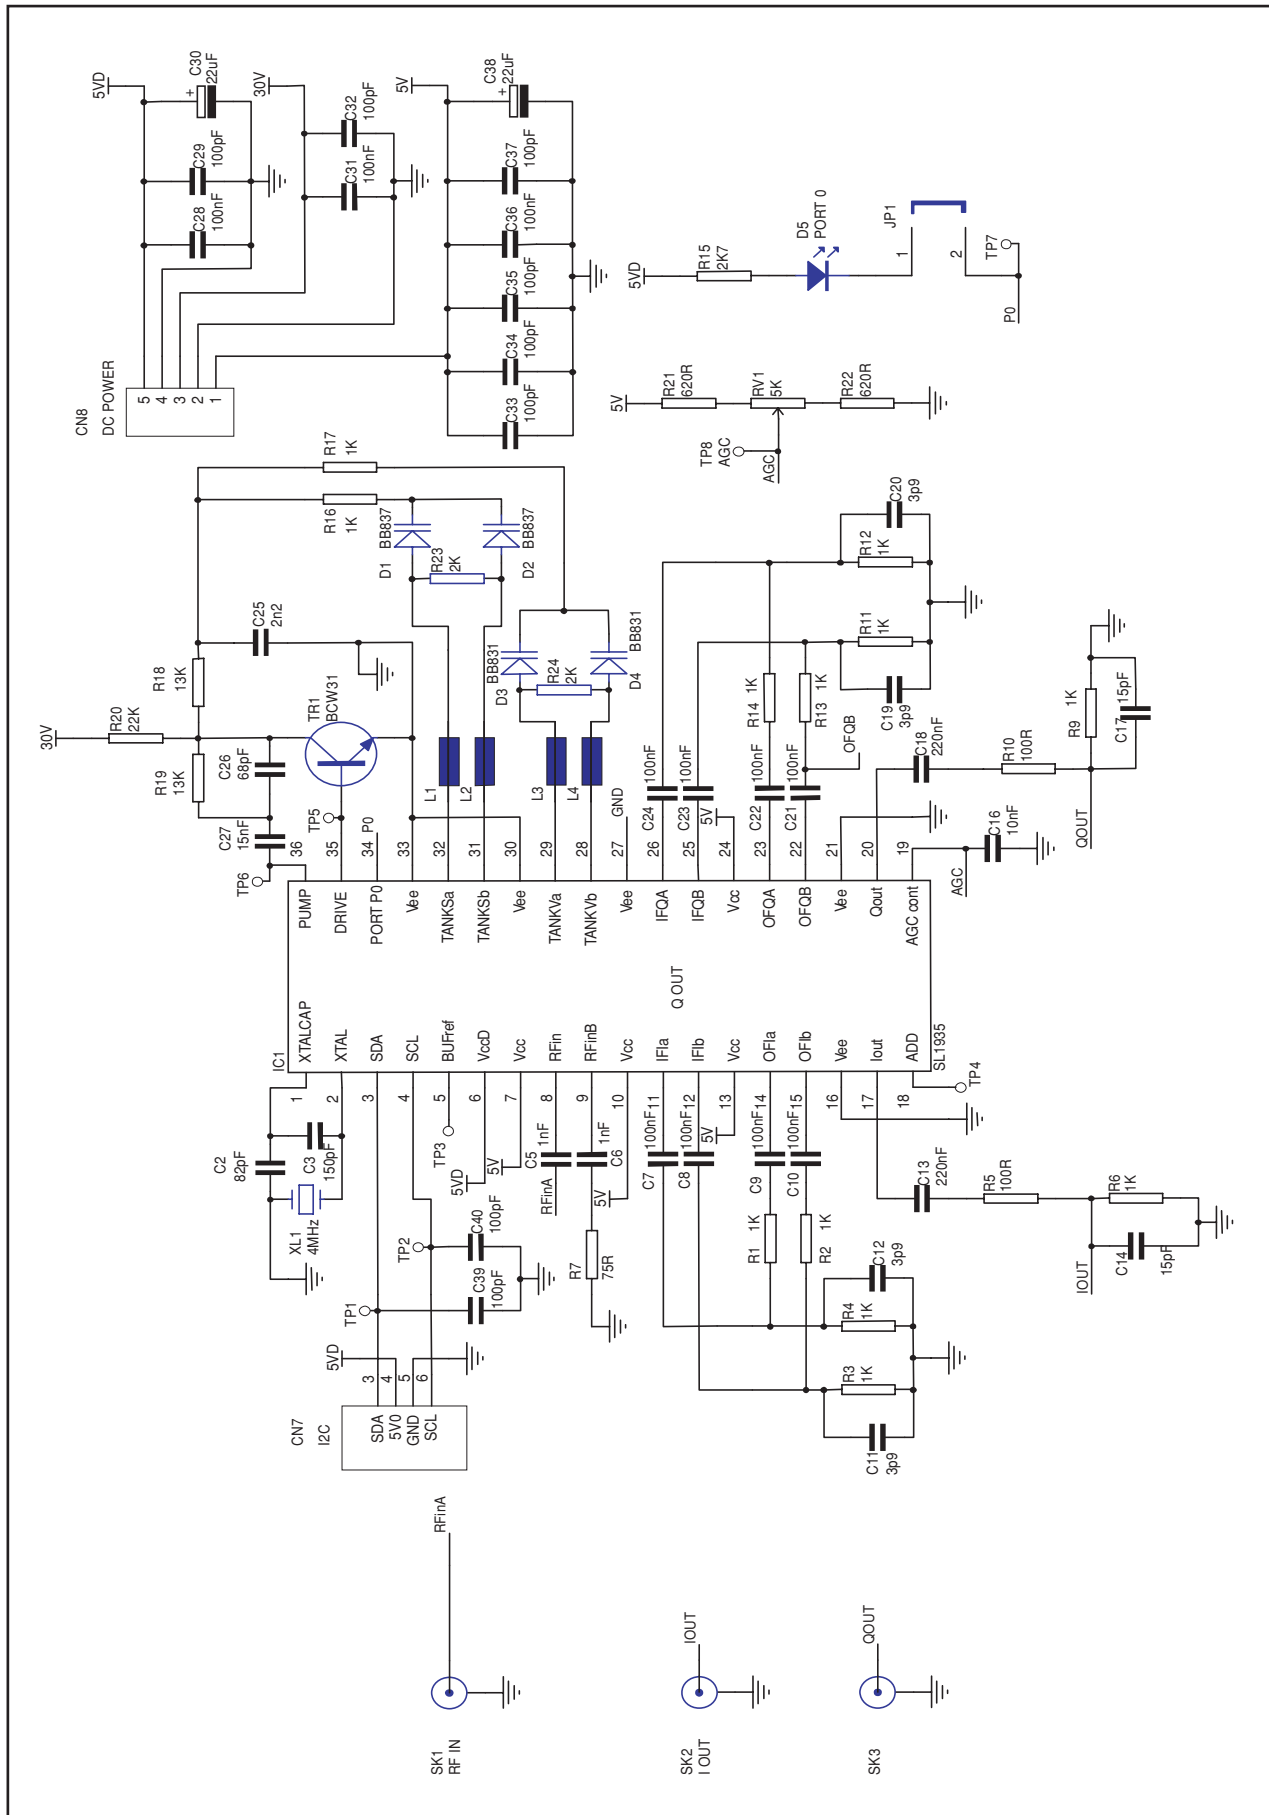 CN8
DC POWER
5
4
3
2
1
5VD
C30
22uF
+
C29
100pF
C28
100nF
30V
C32
100pF
C31
100nF
5V
C38
22uF
+
C37
100pF
C36
100nF
C35
100pF
C34
100pF
C33
100pF
5VD
R15
2K7
D5
PORT 0
JP1
1
2
TP7
P0
5V
R21
620R
RV1
5K
R22
620R
TP8
AGC
AGC
30V
R20
22K
R18
13K
R19
13K
C25
2n2
C26
68pF
C27
15nF
TR1
BCW31
TP5
TP6
P0
R17
1K
R16
1K
D1
BB837
R23
2K
D2
BB837
D3
BB831
R24
2K
D4
BB831
L1
L2
L3
L4
GND
C24
100nF
C23
100nF
5V
C22
100nF
C21
100nF
R14
1K
R13
1K
OFQB
C20
3p9
R12
1K
R11
1K
C19
3p9
C18
220nF
R10
100R
R9
1K
C17
15pF
QOUT
C16
10nF
AGC
36
35
34
33
32
31
30
29
28
27
26
25
24
23
22
21
20
19
PUMP
DRIVE
PORT P0
Vee
TANKSa
TANKSb
Vee
TANKVa
TANKVb
Vee
IFQA
IFQB
Vcc
OFQA
OFQB
Vee
Qout
AGC cont
Q OUT
IC1
XTALCAP
XTAL
SDA
SCL
BUFref
VccD
Vcc
RFin
RFinB
Vcc
IFIa
IFIb
Vcc
OFIa
OFIb
Vee
Iout
ADD
SL1935
1
2
3
4
5
6
7
8
9
10
11
12
13
14
15
16
17
18
C2
82pF
C3
150pF
XL1
4MHz
TP3
5VD
5V
C5
1nF
RFinA
C6
1nF
5V
R7
75R
C7
100nF
C8
100nF
5V
C9
100nF
C10
100nF
R1
1K
R2
1K
TP4
TP1
TP2
C40
100pF
C39
100pF
C12
3p9
R4
1K
R3
1K
C11
3p9
C13
220nF
R5
100R
R6
1K
C14
15pF
IOUT
CN7
I2C
SDA
5V0
GND
SCL
3
4
5
6
5VD
SK1
RF IN
RFinA
SK2
I OUT
IOUT
SK3
QOUT